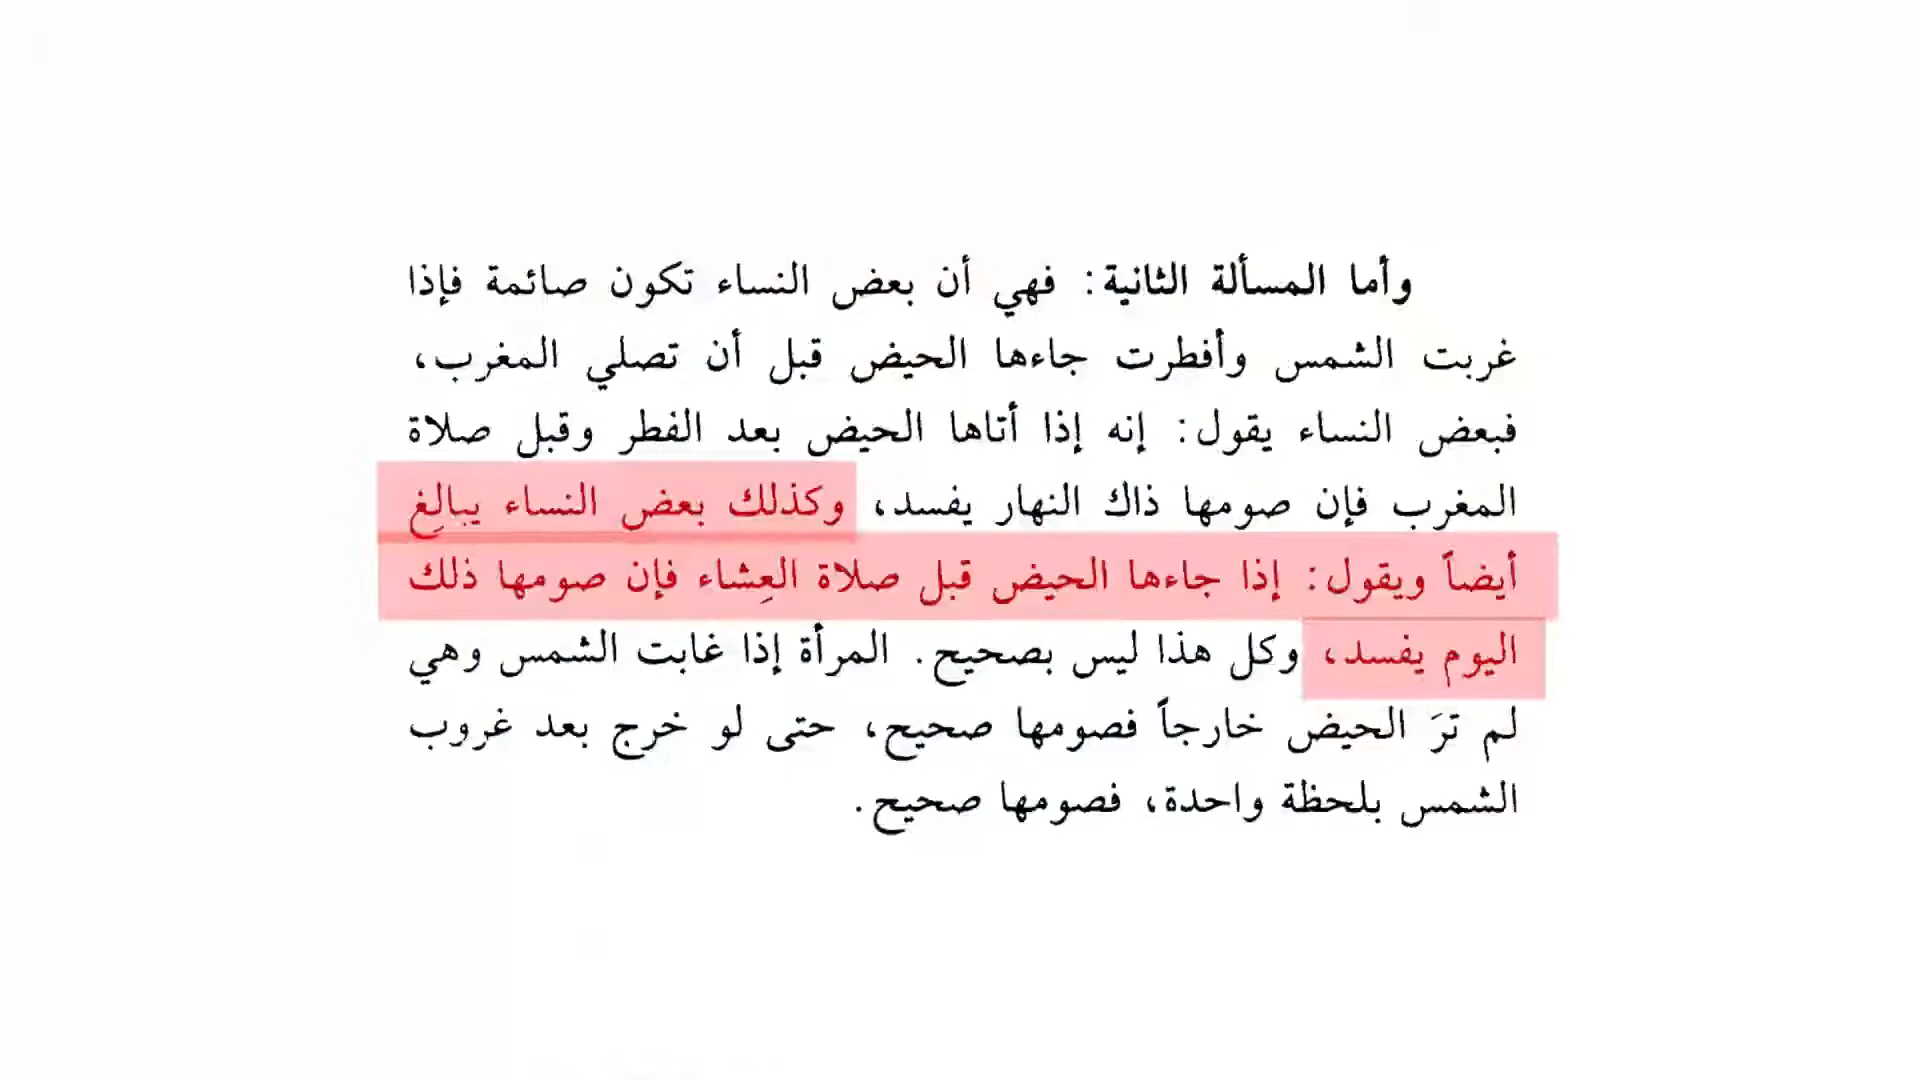 وأما المسألة الثانية: فهي أن بعض النساء تكون صائمة فإذا
غربت الشمس وأفطرت جاءها الحيض قبل أن تصلي المغرب،
فبعض النساء يقول: إنه إذا أتاها الحيض بعد الفطر وقبل صلاة
المغرب فإن صومها ذاك النهار يفسد، وكذلك بعض النساء يبالِغ
أيضاً ويقول: إذا جاءها الحيض قبل صلاة العِشاء فإن صومها ذلك
اليوم يفسد، وكل هذا ليس بصحيح. المرأة إذا غابت الشمس وهي
لم ترَ الحيض خارجاً فصومها صحيح، حتى لو خرج بعد غروب
الشمس بلحظة واحدة، فصومها صحيح.